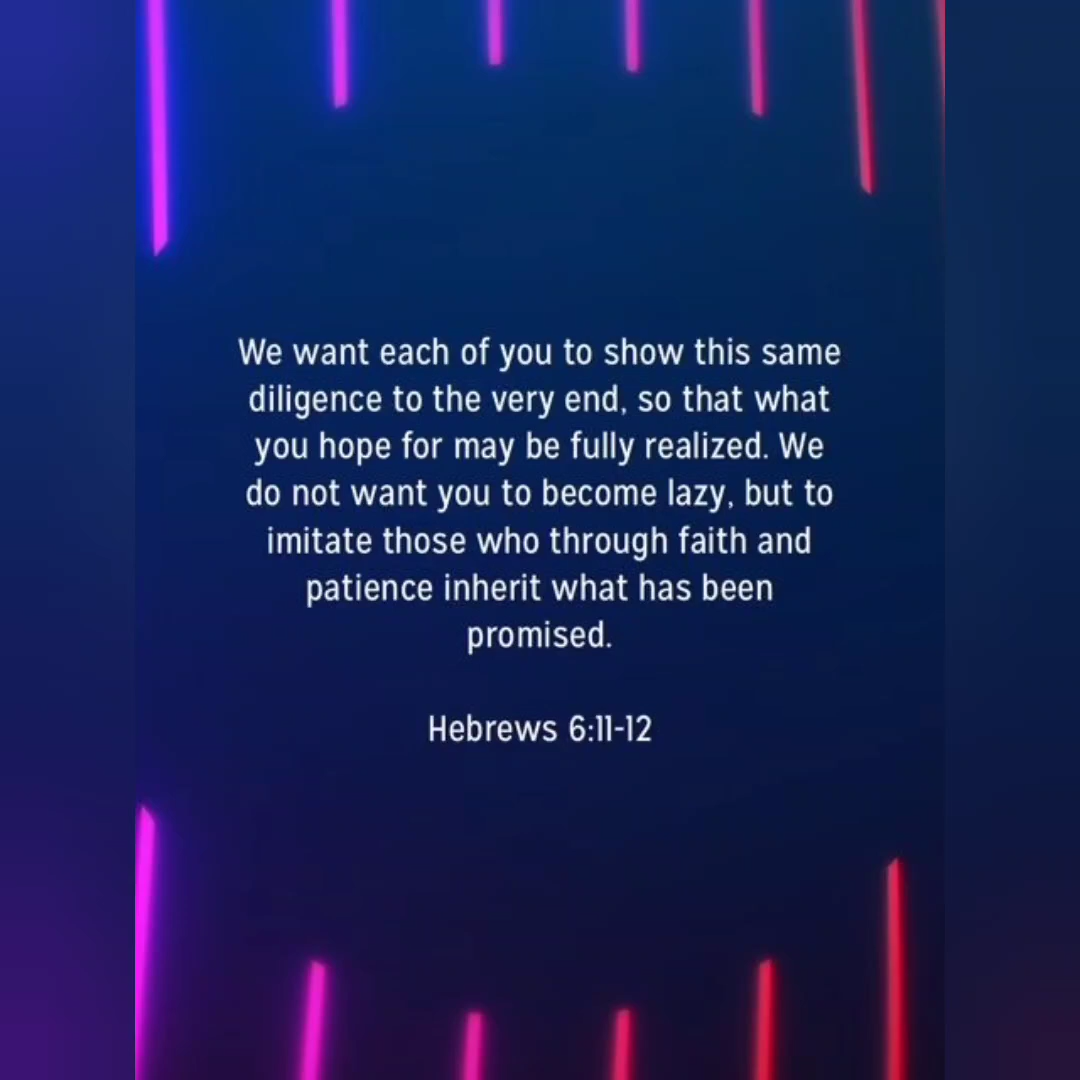 We want each of you to show this same
diligence to the very end, so that what
you hope for may be fully realized. We
do not want you to become lazy, but to
imitate those who through faith and
patience inherit what has been
promised.
Hebrews 6:11-12